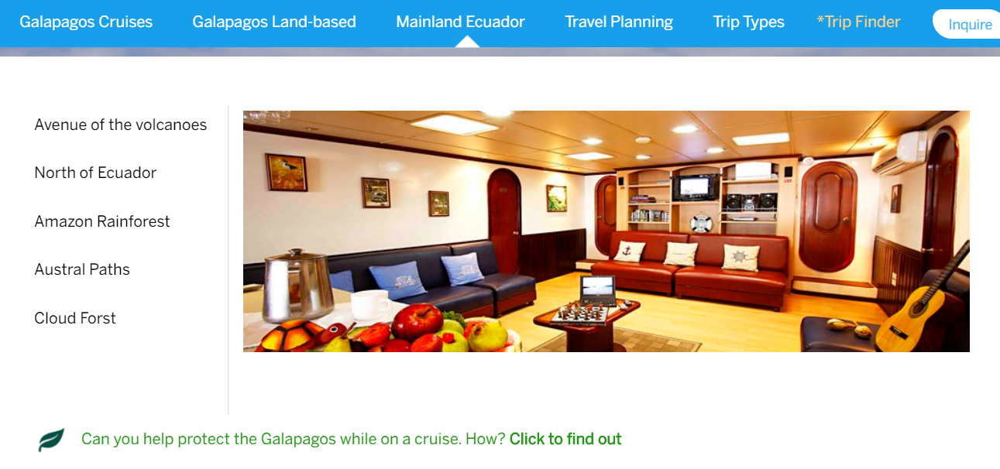 Galapagos Cruises
Galapagos Land-based
Mainland Ecuador
Travel Planning
Trip Types
*Trip Finder
Inquire
Avenue of the volcanoes
North of Ecuador
Amazon Rainforest
Austral Paths
Cloud Forst
Can you help protect the Galapagos while on a cruise. How? Click to find out